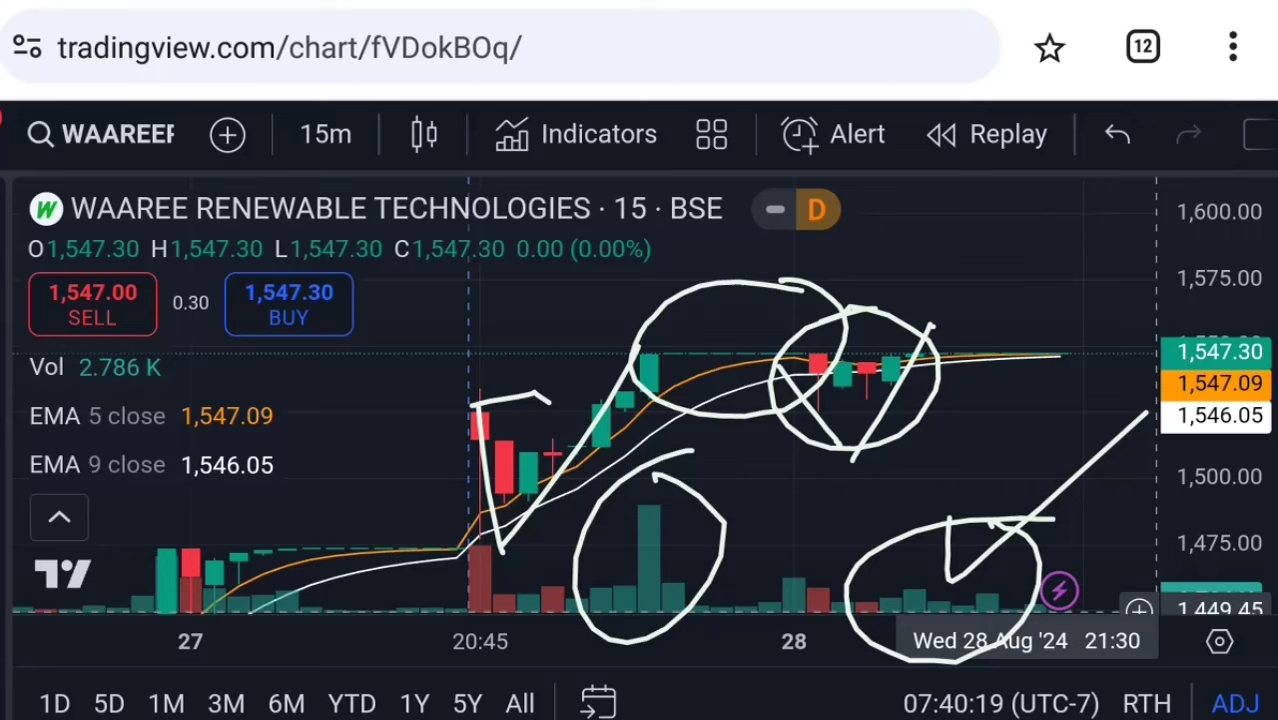 tradingview.com/chart/fVDokBOq/
12
WAAREE
15m
Indicators
Alert
Replay
WAAREE RENEWABLE TECHNOLOGIES · 15 · BSE
D
O1,547.30 H1,547.30 L1,547.30 C1,547.30 0.00 (0.00%)
1,547.00
SELL
0.30
1,547.30
BUY
Vol 2.786 K
EMA 5 close 1,547.09
EMA 9 close 1,546.05
1,600.00
1,575.00
1,547.30
1,547.09
1,546.05
1,500.00
1,475.00
1,449.45
27
20:45
28
Wed 28 Aug '24 21:30
1D 5D 1M 3M 6M YTD 1Y 5Y All
07:40:19 (UTC-7) RTH ADJ